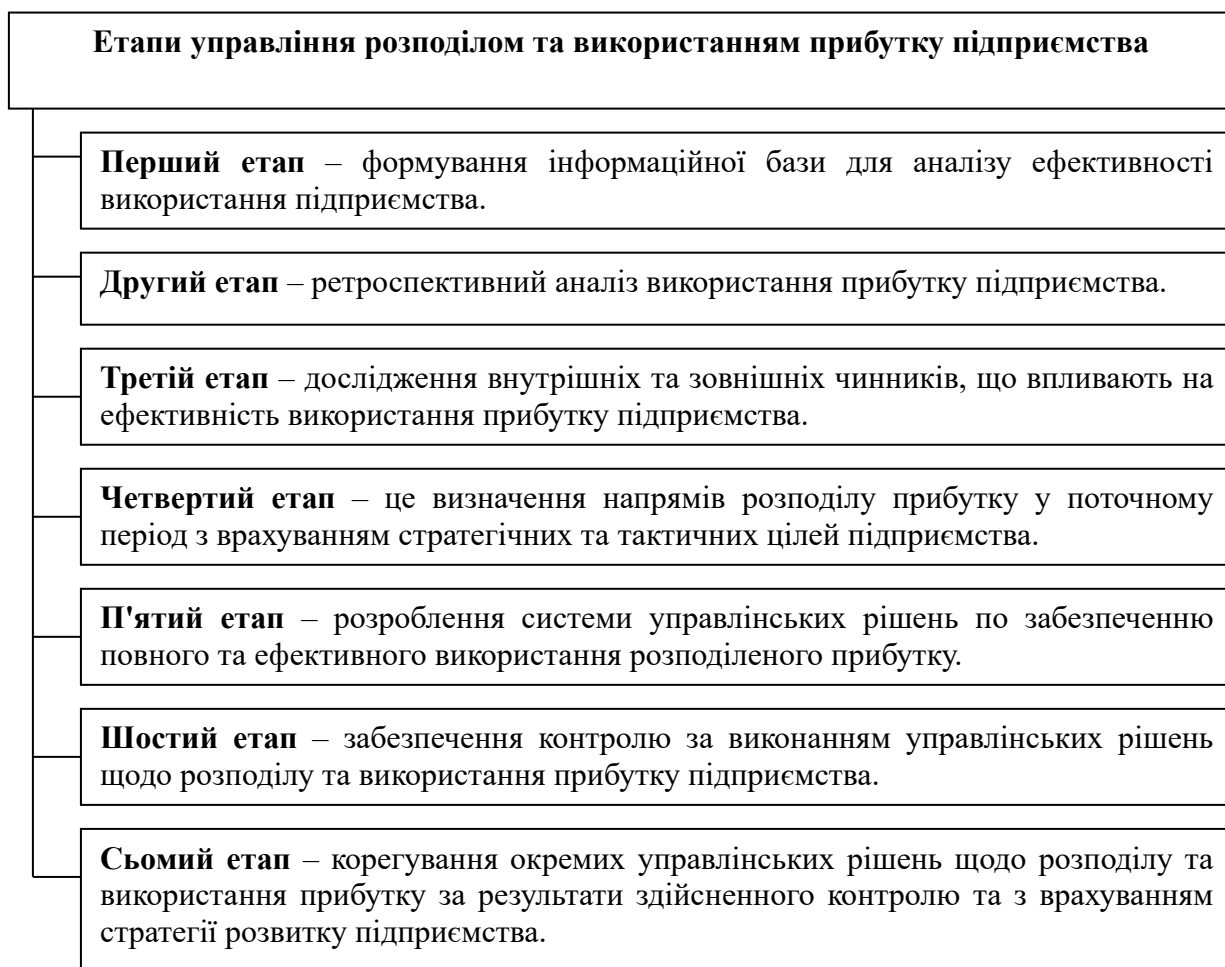 Етапи управління розподілом та використанням прибутку підприємства
Перший етап – формування інформаційної бази для аналізу ефективності
використання підприємства.
Другий етап – ретроспективний аналіз використання прибутку підприємства.
Третій етап – дослідження внутрішніх та зовнішніх чинників, що впливають на
ефективність використання прибутку підприємства.
Четвертий етап – це визначення напрямів розподілу прибутку у поточному
період з врахуванням стратегічних та тактичних цілей підприємства.
П'ятий етап – розроблення системи управлінських рішень по забезпеченню
повного та ефективного використання розподіленого прибутку.
Шостий етап – забезпечення контролю за виконанням управлінських рішень
щодо розподілу та використання прибутку підприємства.
Сьомий етап – корегування окремих управлінських рішень щодо розподілу та
використання прибутку за результати здійсненного контролю та з врахуванням
стратегії розвитку підприємства.